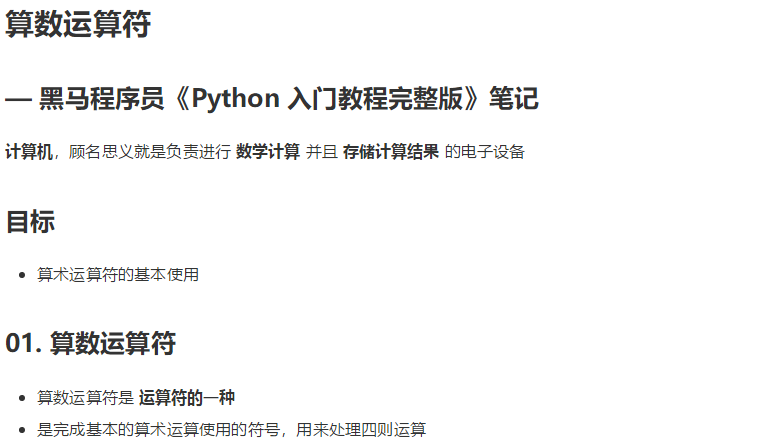 算数运算符
— 黑马程序员《Python 入门教程完整版》笔记
计算机，顾名思义就是负责进行 数学计算 并且 存储计算结果 的电子设备
目标
• 算术运算符的基本使用
01. 算数运算符
• 算数运算符是 运算符的一种
• 是完成基本的算术运算使用的符号，用来处理四则运算